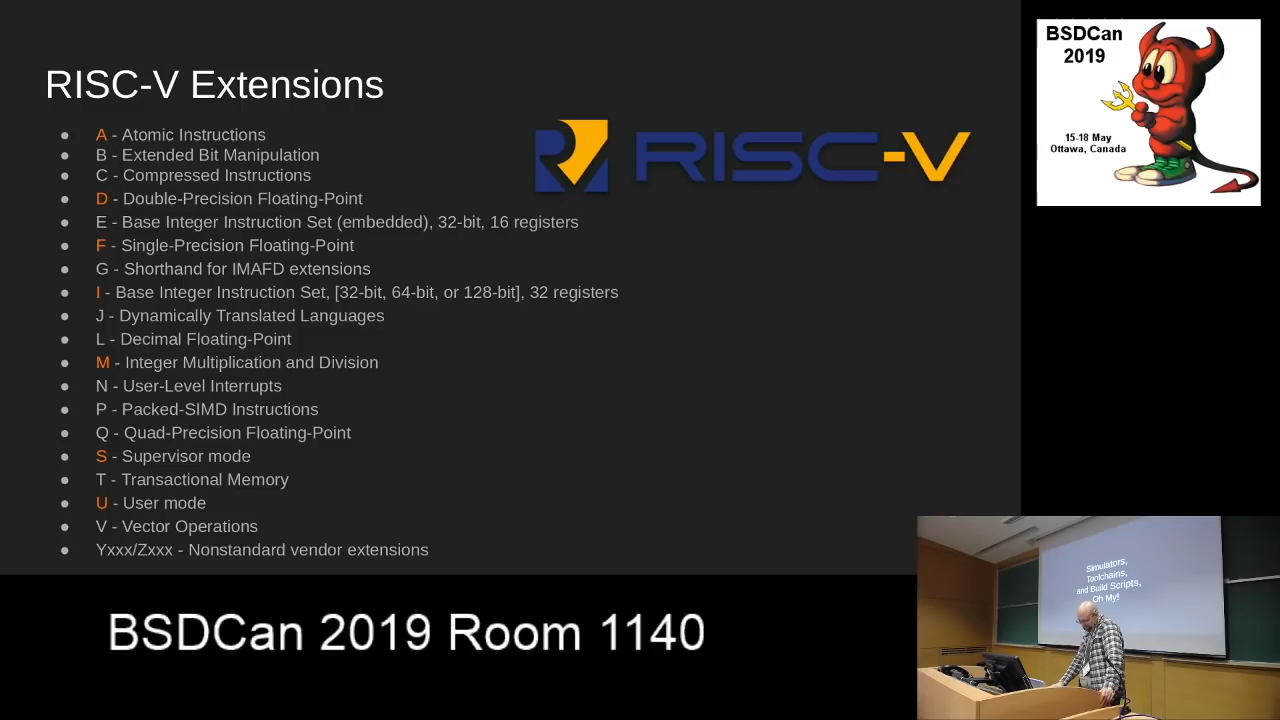 RISC-V Extensions
● A - Atomic Instructions
● B - Extended Bit Manipulation
● C - Compressed Instructions
● D - Double-Precision Floating-Point
● E - Base Integer Instruction Set (embedded), 32-bit, 16 registers
● F - Single-Precision Floating-Point
● G - Shorthand for IMAFD extensions
● I - Base Integer Instruction Set, [32-bit, 64-bit, or 128-bit], 32 registers
● J - Dynamically Translated Languages
● L - Decimal Floating-Point
● M - Integer Multiplication and Division
● N - User-Level Interrupts
● P - Packed-SIMD Instructions
● Q - Quad-Precision Floating-Point
● S - Supervisor mode
● T - Transactional Memory
● U - User mode
● V - Vector Operations
● Yxxx/Zxxx - Nonstandard vendor extensions
RISC-V
BSDCan
2019
15-18 May
Ottawa, Canada
BSDCan 2019 Room 1140
Simulators,
Toolchains,
and Build Scripts,
Oh My!